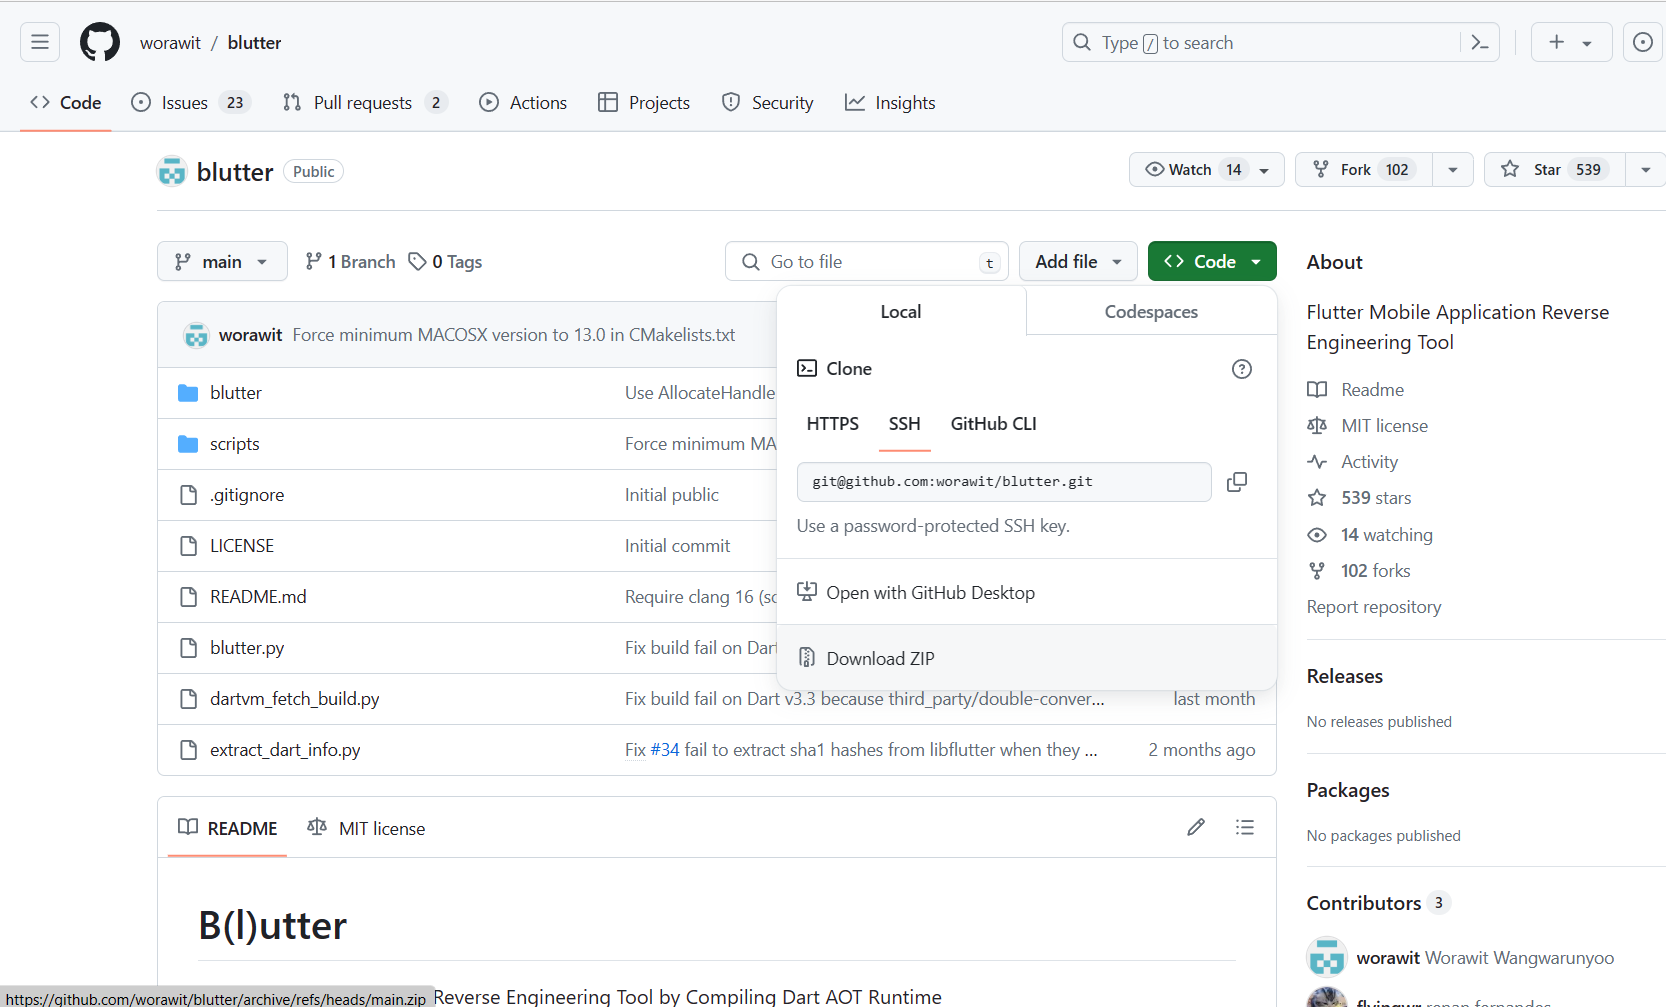 worawit / blutter
Type / to search
Code
Issues 23
Pull requests 2
Actions
Projects
Security
Insights
blutter Public
Watch 14
Fork 102
Star 539
main
1 Branch
0 Tags
Go to file t
Add file
Code
worawit Force minimum MACOSX version to 13.0 in CMakelists.txt
blutter Use AllocateHandle
scripts Force minimum MA
.gitignore Initial public
LICENSE Initial commit
README.md Require clang 16 (so
blutter.py Fix build fail on Dar
dartvm_fetch_build.py Fix build fail on Dart v3.3 because third_party/double-conver... last month
extract_dart_info.py Fix #34 fail to extract sha1 hashes from libflutter when they ... 2 months ago
Local
Codespaces
Clone
HTTPS
SSH
GitHub CLI
git@github.com:worawit/blutter.git
Use a password-protected SSH key.
Open with GitHub Desktop
Download ZIP
README
MIT license
B(l)utter
Reverse Engineering Tool by Compiling Dart AOT Runtime
https://github.com/worawit/blutter/archive/refs/heads/main.zip
About
Flutter Mobile Application Reverse
Engineering Tool
Readme
MIT license
Activity
539 stars
14 watching
102 forks
Report repository
Releases
No releases published
Packages
No packages published
Contributors 3
worawit Worawit Wangwarunyoo